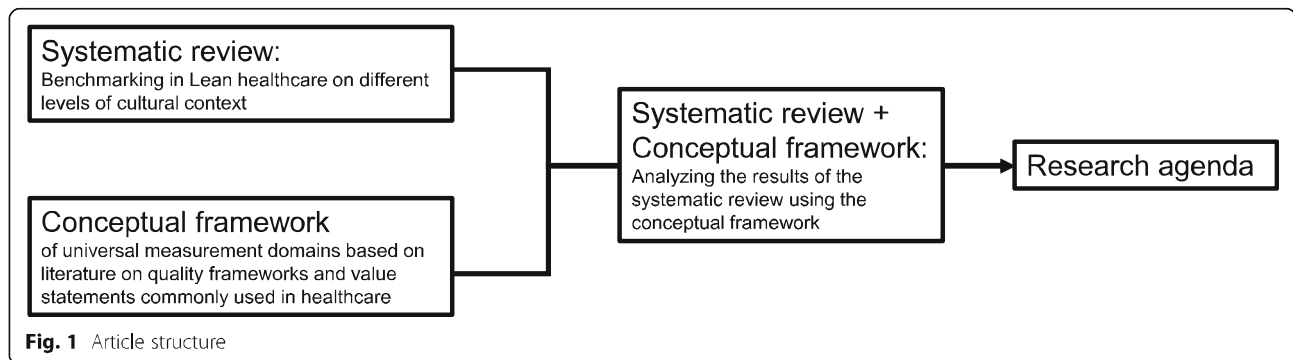 Systematic review:
Benchmarking in Lean healthcare on different
levels of cultural context
Conceptual framework
of universal measurement domains based on
literature on quality frameworks and value
statements commonly used in healthcare
Systematic review +
Conceptual framework:
Analyzing the results of the
systematic review using the
conceptual framework
Research agenda
Fig. 1 Article structure